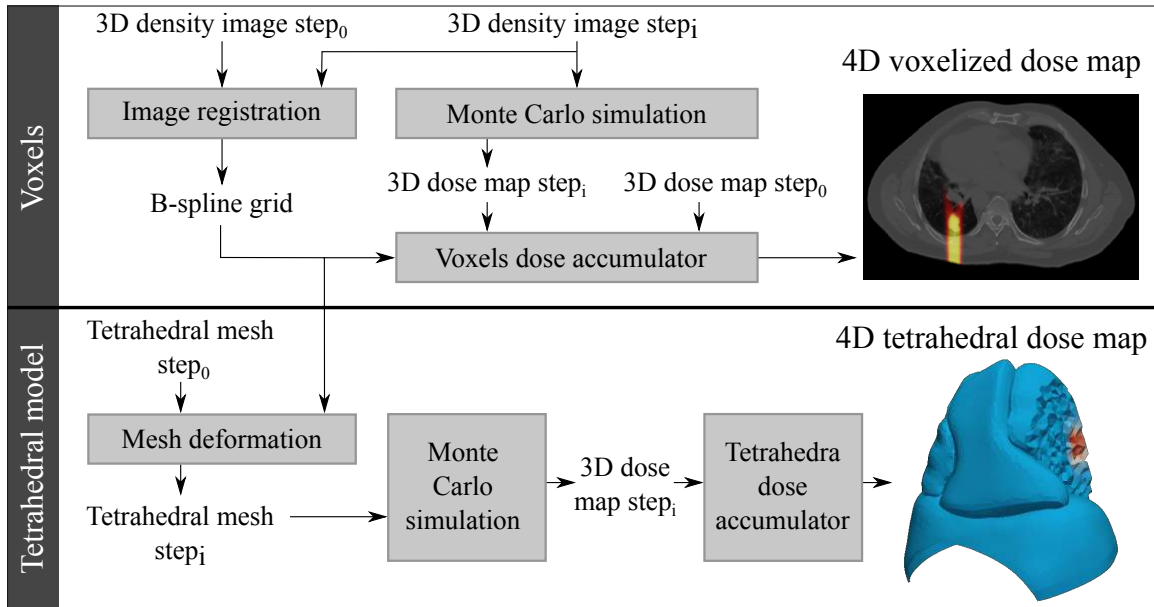 Voxels
3D density image step₀
3D density image stepᵢ
Image registration
Monte Carlo simulation
4D voxelized dose map
3D dose map stepᵢ
3D dose map step₀
B-spline grid
Voxels dose accumulator
Tetrahedral model
Tetrahedral mesh
step₀
4D tetrahedral dose map
Mesh deformation
Monte
Carlo
simulation
3D dose
map stepᵢ
Tetrahedra
dose
accumulator
Tetrahedral mesh
stepᵢ